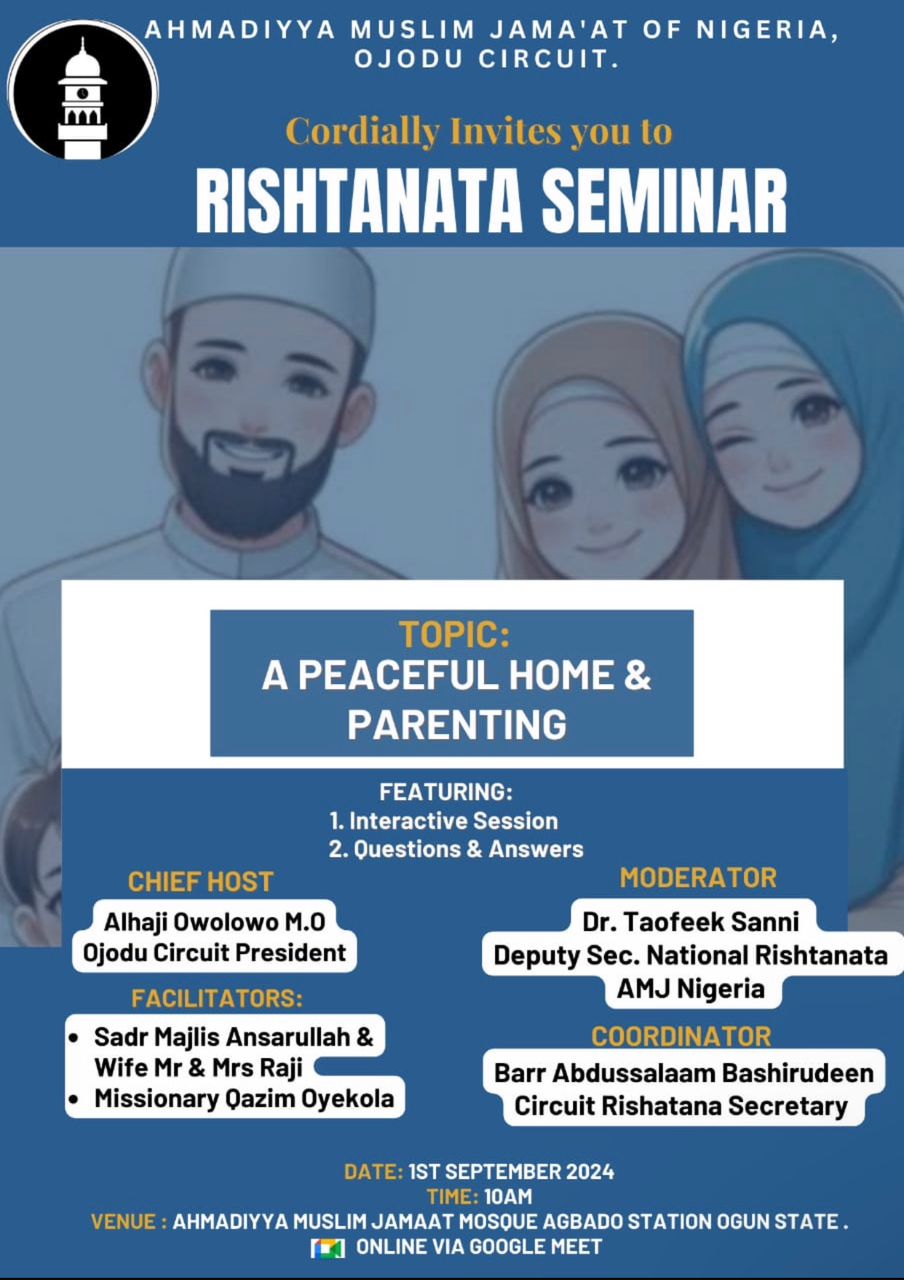 AHMADIYYA MUSLIM JAMA'AT OF NIGERIA,
OJODU CIRCUIT.
Cordially Invites you to
RISHTANATA SEMINAR
TOPIC:
A PEACEFUL HOME &
PARENTING
FEATURING:
1. Interactive Session
2. Questions & Answers
CHIEF HOST
Alhaji Owolowo M.O
Ojodu Circuit President
FACILITATORS:
• Sadr Majlis Ansarullah &
Wife Mr & Mrs Raji
• Missionary Qazim Oyekola
MODERATOR
Dr. Taofeek Sanni
Deputy Sec. National Rishtanata
AMJ Nigeria
COORDINATOR
Barr Abdussalaam Bashirudeen
Circuit Rishatana Secretary
DATE: 1ST SEPTEMBER 2024
TIME: 10AM
VENUE : AHMADIYYA MUSLIM JAMAAT MOSQUE AGBADO STATION OGUN STATE .
ONLINE VIA GOOGLE MEET